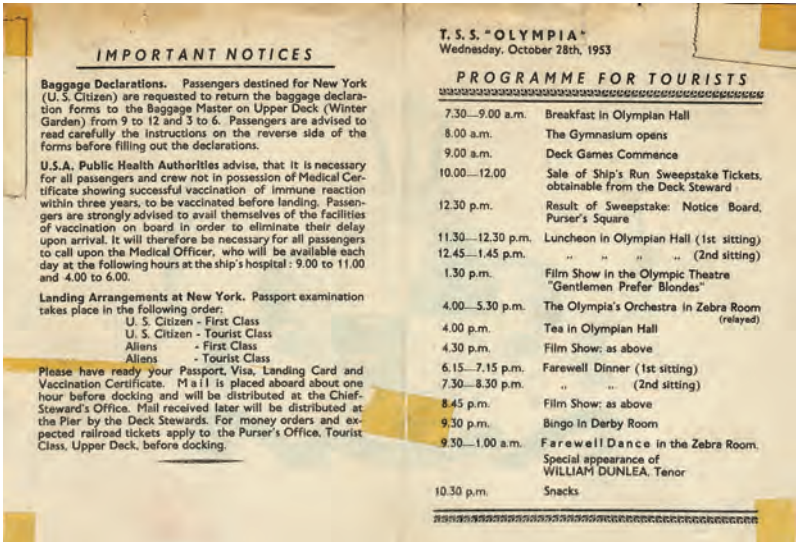 IMPORTANT NOTICES
Baggage Declarations. Passengers destined for New York
(U. S. Citizen) are requested to return the baggage declara-
tion forms to the Baggage Master on Upper Deck (Winter
Garden) from 9 to 12 and 3 to 6. Passengers are advised to
read carefully the instructions on the reverse side of the
forms before filling out the declarations.
U.S.A. Public Health Authorities advise, that it is necessary
for all passengers and crew not in possession of Medical Cer-
tificate showing successful vaccination of immune reaction
within three years, to be vaccinated before landing. Passen-
gers are strongly advised to avail themselves of the facilities
of vaccination on board in order to eliminate their delay
upon arrival. It will therefore be necessary for all passengers
to call upon the Medical Officer, who will be available each
day at the following hours at the ship's hospital : 9.00 to 11.00
and 4.00 to 6.00.
Landing Arrangements at New York. Passport examination
takes place in the following order:
U. S. Citizen - First Class
U. S. Citizen - Tourist Class
Aliens - First Class
Aliens - Tourist Class
Please have ready your Passport, Visa, Landing Card and
Vaccination Certificate. Mail is placed aboard about one
hour before docking and will be distributed at the Chief-
Steward's Office. Mail received later will be distributed at
the Pier by the Deck Stewards. For money orders and ex-
pected railroad tickets apply to the Purser's Office, Tourist
Class, Upper Deck, before docking.
T. S. S. "OLYMPIA"
Wednesday, October 28th, 1953
PROGRAMME FOR TOURISTS
7.30—9.00 a.m. Breakfast in Olympian Hall
8.00 a.m. The Gymnasium opens
9.00 a.m. Deck Games Commence
10.00—12.00 Sale of Ship's Run Sweepstake Tickets,
obtainable from the Deck Steward
12.30 p.m. Result of Sweepstake: Notice Board,
Purser's Square
11.30—12.30 p.m. Luncheon in Olympian Hall (1st sitting)
12.45—1.45 p.m. „ „ „ „ (2nd sitting)
1.30 p.m. Film Show in the Olympic Theatre
"Gentlemen Prefer Blondes"
4.00—5.30 p.m. The Olympia's Orchestra in Zebra Room
(relayed)
4.00 p.m. Tea in Olympian Hall
4.30 p.m. Film Show: as above
6.15—7.15 p.m. Farewell Dinner (1st sitting)
7.30—8.30 p.m. „ „ (2nd sitting)
8.45 p.m. Film Show: as above
9.30 p.m. Bingo in Derby Room
9.30—1.00 a.m. Farewell Dance in the Zebra Room.
Special appearance of
WILLIAM DUNLEA, Tenor
10.30 p.m. Snacks